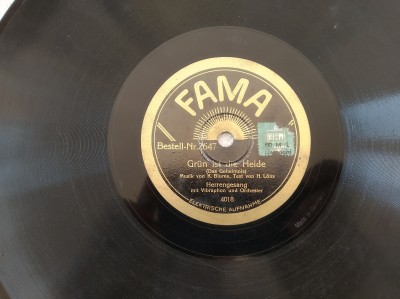 FAMA
Bestell-Nr. 2647
Grün ist die Heide
(Das Geheimnis)
Musik von K. Blume, Text von H. Löns
Herrengesang
mit Vibraphon und Orchester
4018
ELEKTRISCHE AUFNAHME